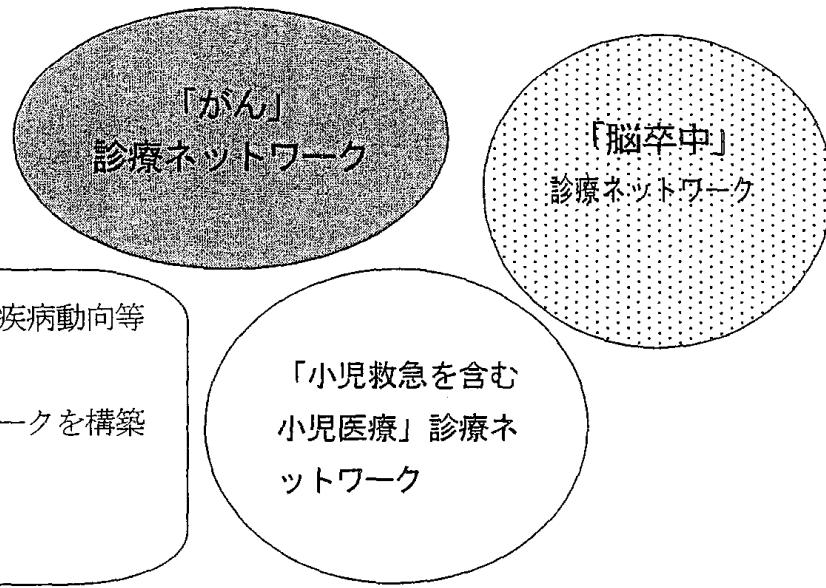 「がん」
診療ネットワーク
「脳卒中」
診療ネットワーク
疾病動向等
ークを構築
「小児救急を含む
小児医療」診療ネ
ットワーク